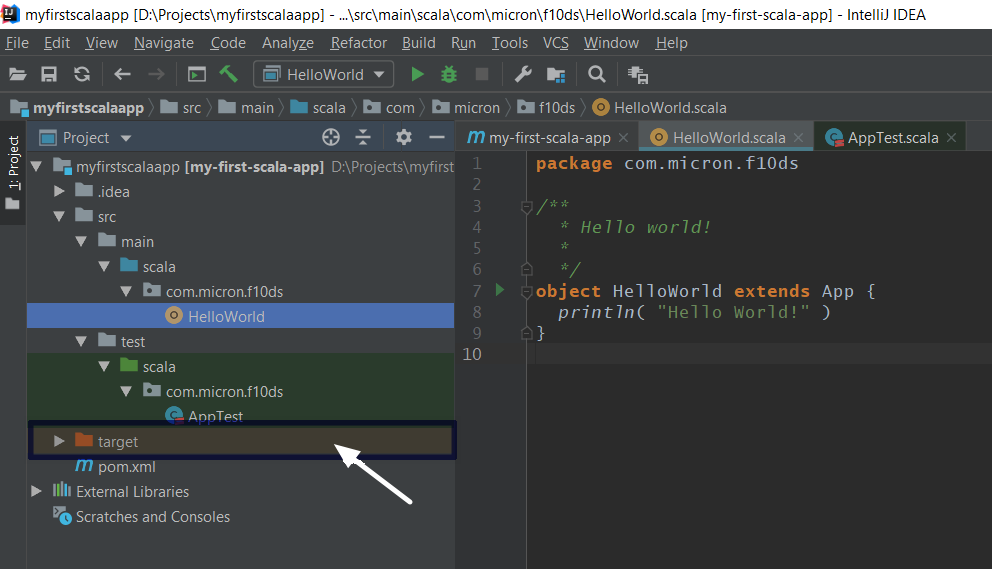 myfirstscalaapp [D:\Projects\myfirstscalaapp] - ...\src\main\scala\com\micron\f10ds\HelloWorld.scala [my-first-scala-app] - IntelliJ IDEA
File Edit View Navigate Code Analyze Refactor Build Run Tools VCS Window Help
HelloWorld
myfirstscalaapp src main scala com micron f10ds HelloWorld.scala
1: Project
Project
myfirstscalaapp [my-first-scala-app] D:\Projects\myfirst
.idea
src
main
scala
com.micron.f10ds
HelloWorld
test
scala
com.micron.f10ds
AppTest
target
pom.xml
External Libraries
Scratches and Consoles
my-first-scala-app HelloWorld.scala AppTest.scala
1 package com.micron.f10ds
2
3 /**
4 * Hello world!
5 *
6 */
7 object HelloWorld extends App {
8 println( "Hello World!" )
9 }
10